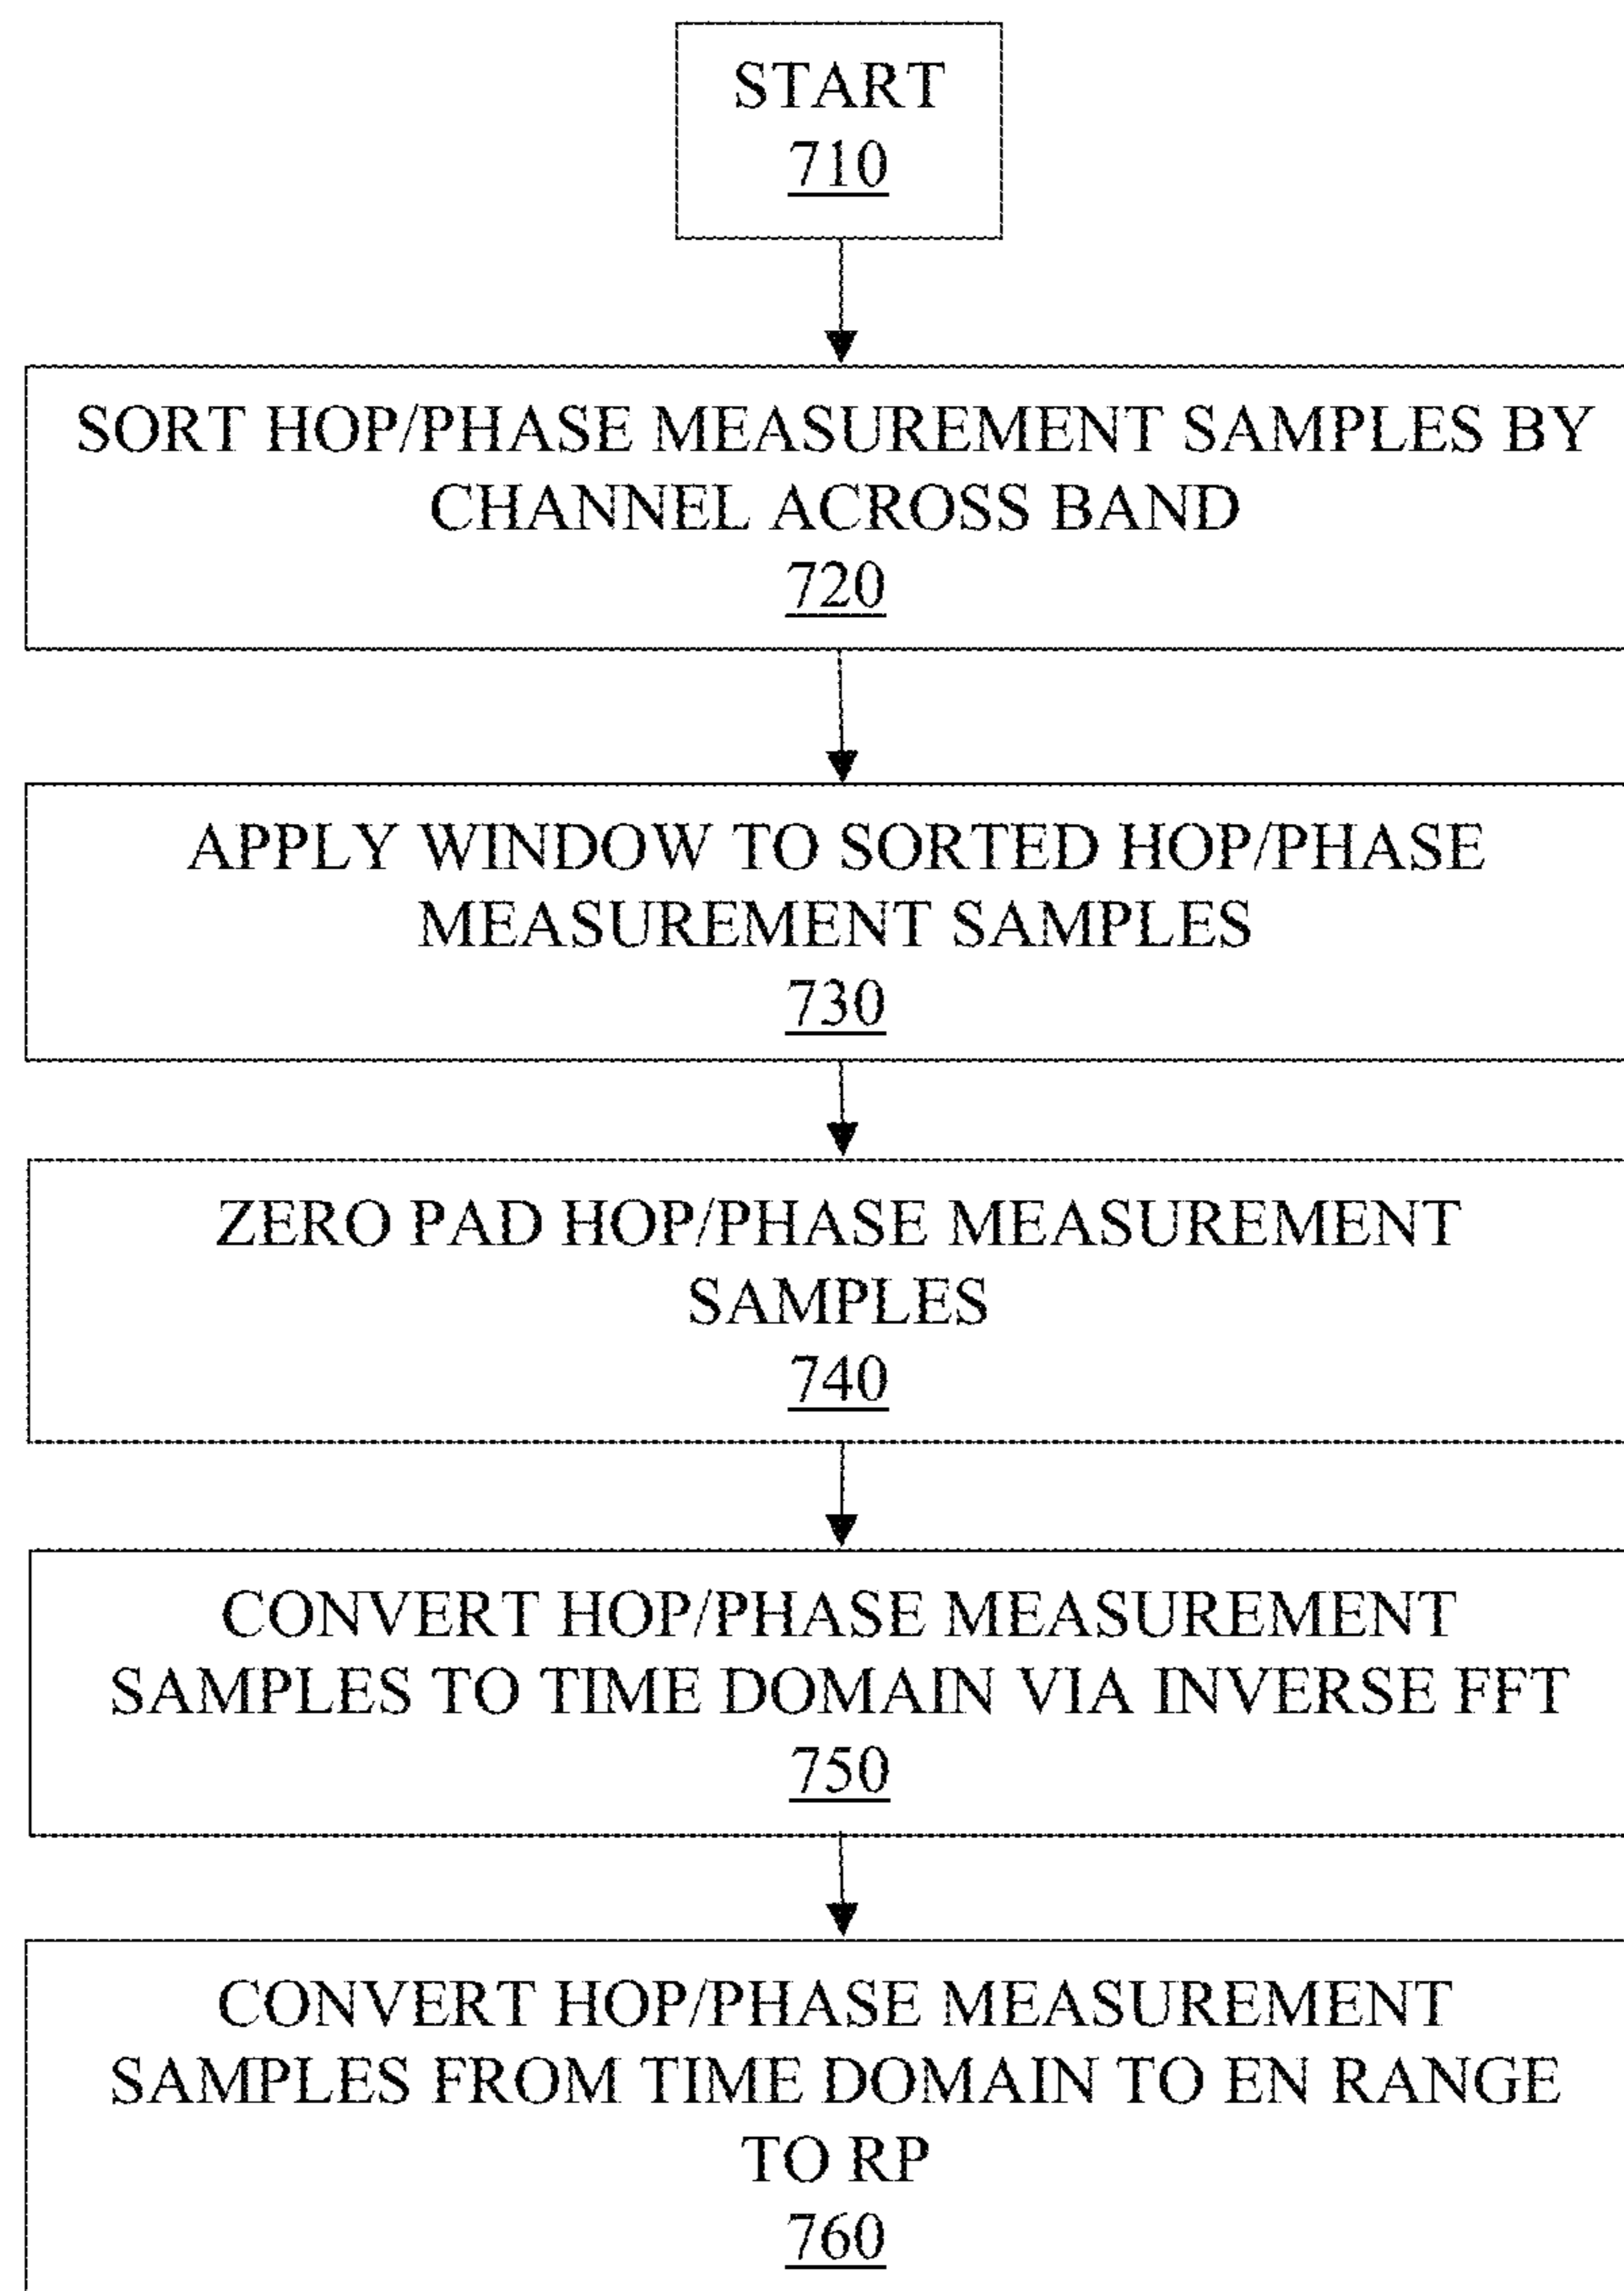 START
710
SORT HOP/PHASE MEASUREMENT SAMPLES BY
CHANNEL ACROSS BAND
720
APPLY WINDOW TO SORTED HOP/PHASE
MEASUREMENT SAMPLES
730
ZERO PAD HOP/PHASE MEASUREMENT
SAMPLES
740
CONVERT HOP/PHASE MEASUREMENT
SAMPLES TO TIME DOMAIN VIA INVERSE FFT
750
CONVERT HOP/PHASE MEASUREMENT
SAMPLES FROM TIME DOMAIN TO EN RANGE
TO RP
760